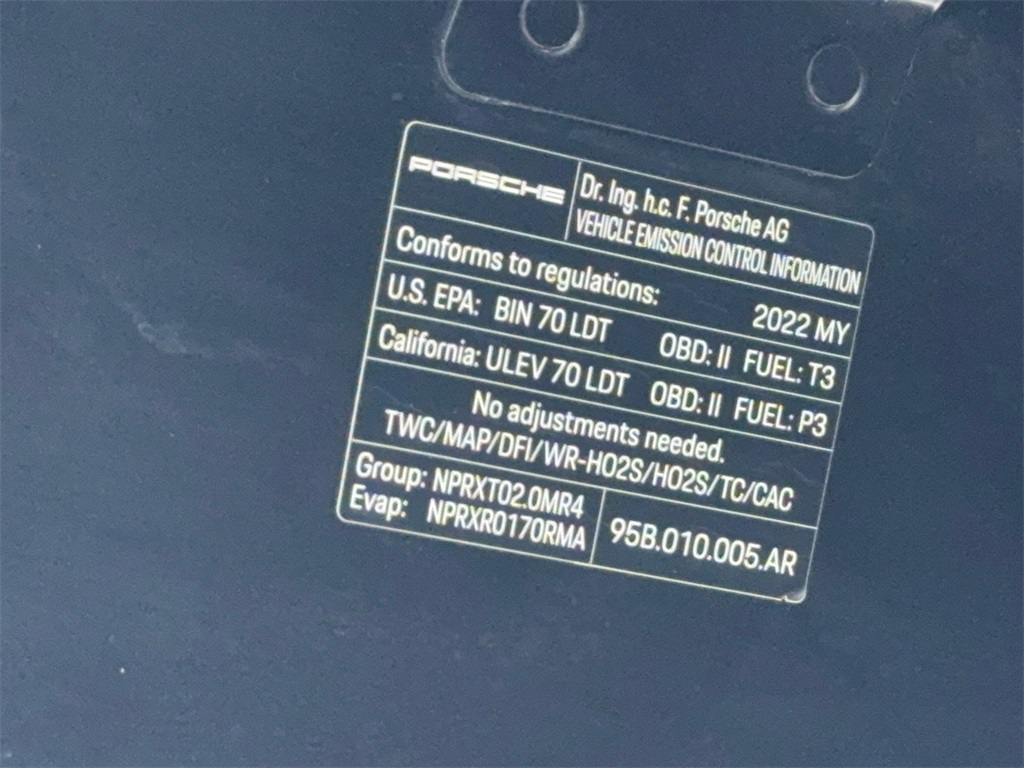 PORSCHE
Dr. Ing. h.c. F. Porsche AG
VEHICLE EMISSION CONTROL INFORMATION
Conforms to regulations: 2022 MY
U.S. EPA: BIN 70 LDT OBD: II FUEL: T3
California: ULEV 70 LDT OBD: II FUEL: P3
No adjustments needed.
TWC/MAP/DFI/WR-HO2S/HO2S/TC/CAC
Group: NPRXT02.0MR4
Evap: NPRXR0170RMA
95B.010.005.AR